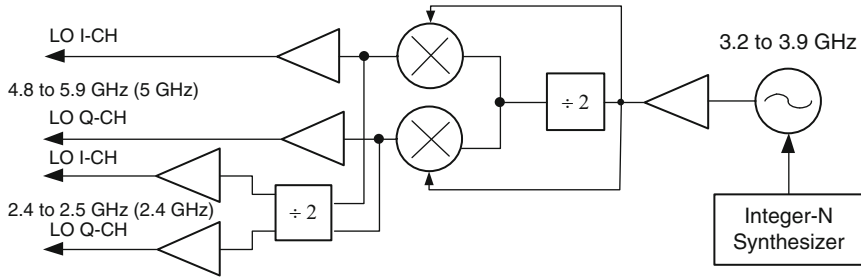 LO I-CH
3.2 to 3.9 GHz
4.8 to 5.9 GHz (5 GHz)
÷ 2
LO Q-CH
LO I-CH
2.4 to 2.5 GHz (2.4 GHz)
÷ 2
LO Q-CH
Integer-N
Synthesizer